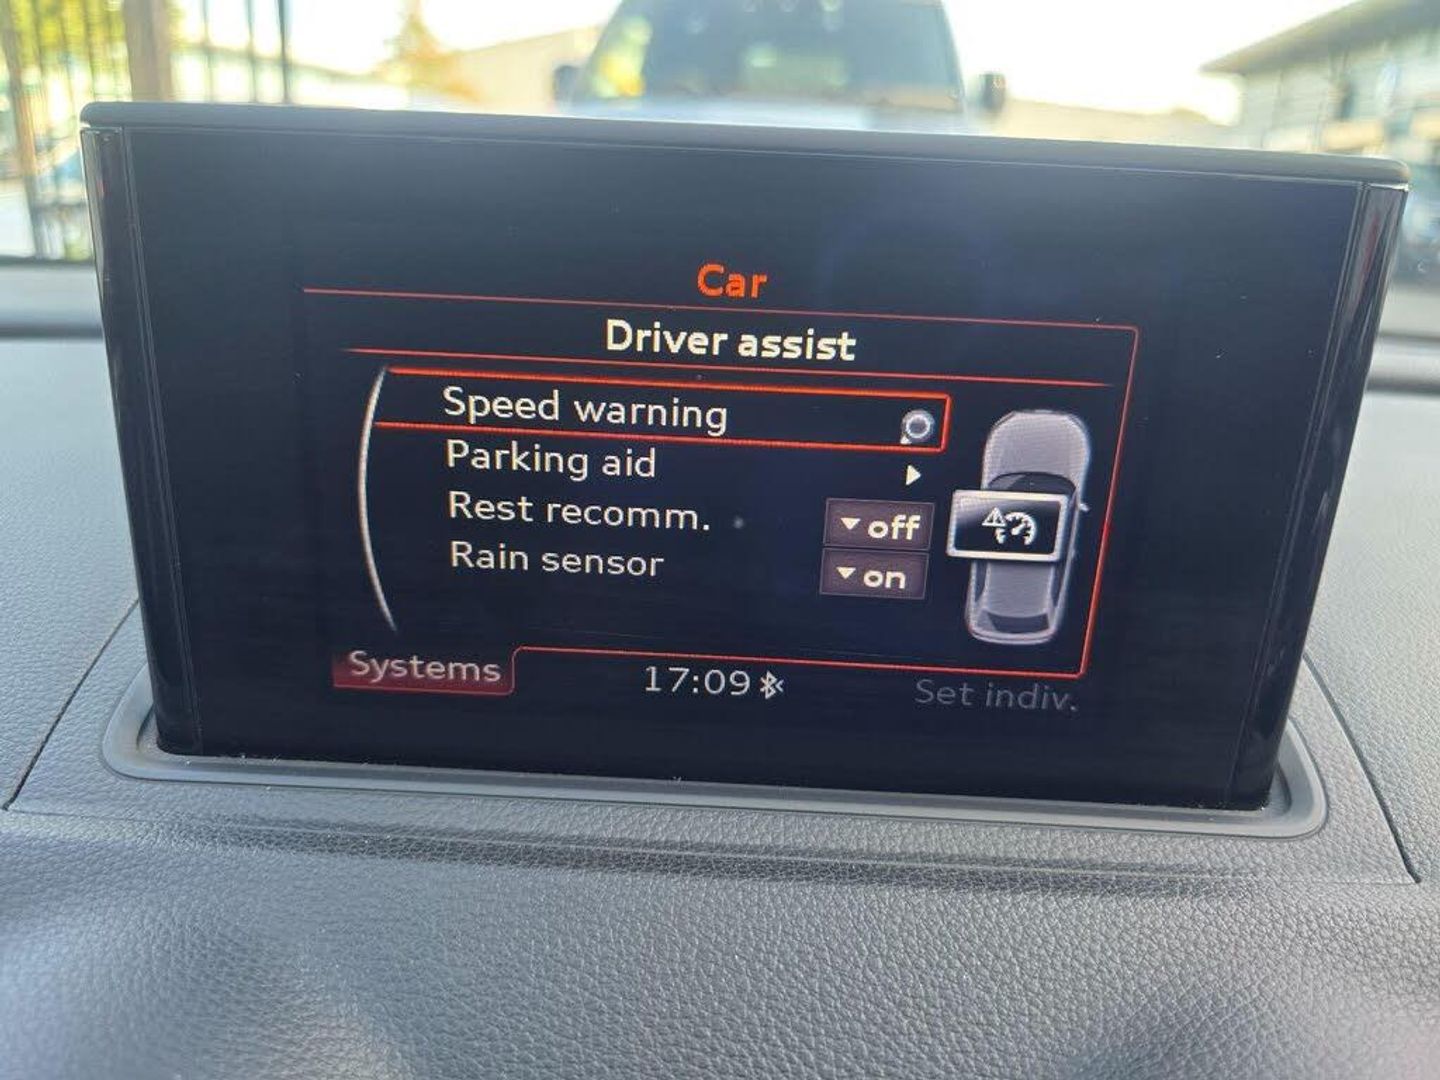 Car
Driver assist
Speed warning
Parking aid
Rest recomm. off
Rain sensor on
Systems 17:09 Set indiv.